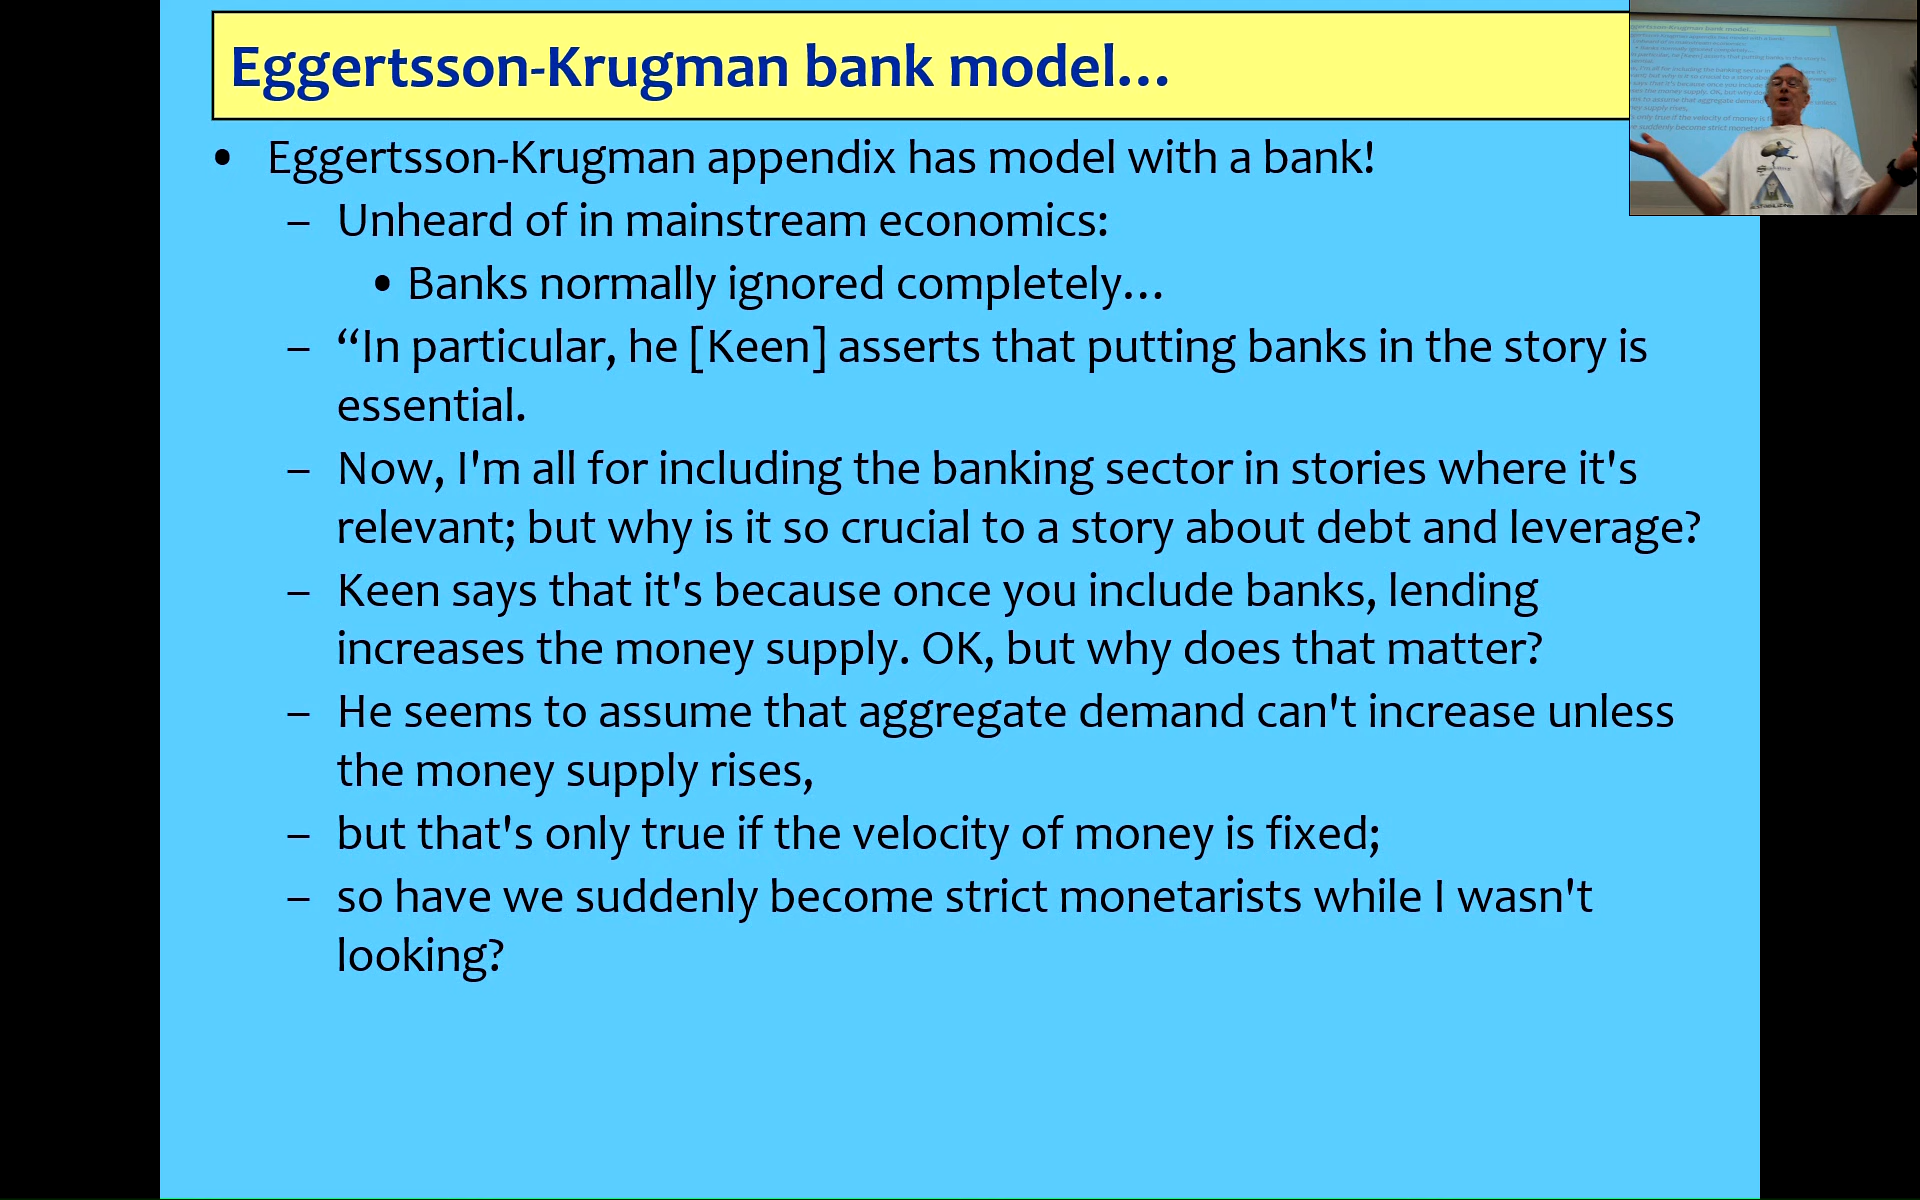 Eggertsson-Krugman bank model...
• Eggertsson-Krugman appendix has model with a bank!
– Unheard of in mainstream economics:
• Banks normally ignored completely...
– “In particular, he [Keen] asserts that putting banks in the story is
essential.
– Now, I'm all for including the banking sector in stories where it's
relevant; but why is it so crucial to a story about debt and leverage?
– Keen says that it's because once you include banks, lending
increases the money supply. OK, but why does that matter?
– He seems to assume that aggregate demand can't increase unless
the money supply rises,
– but that's only true if the velocity of money is fixed;
– so have we suddenly become strict monetarists while I wasn't
looking?